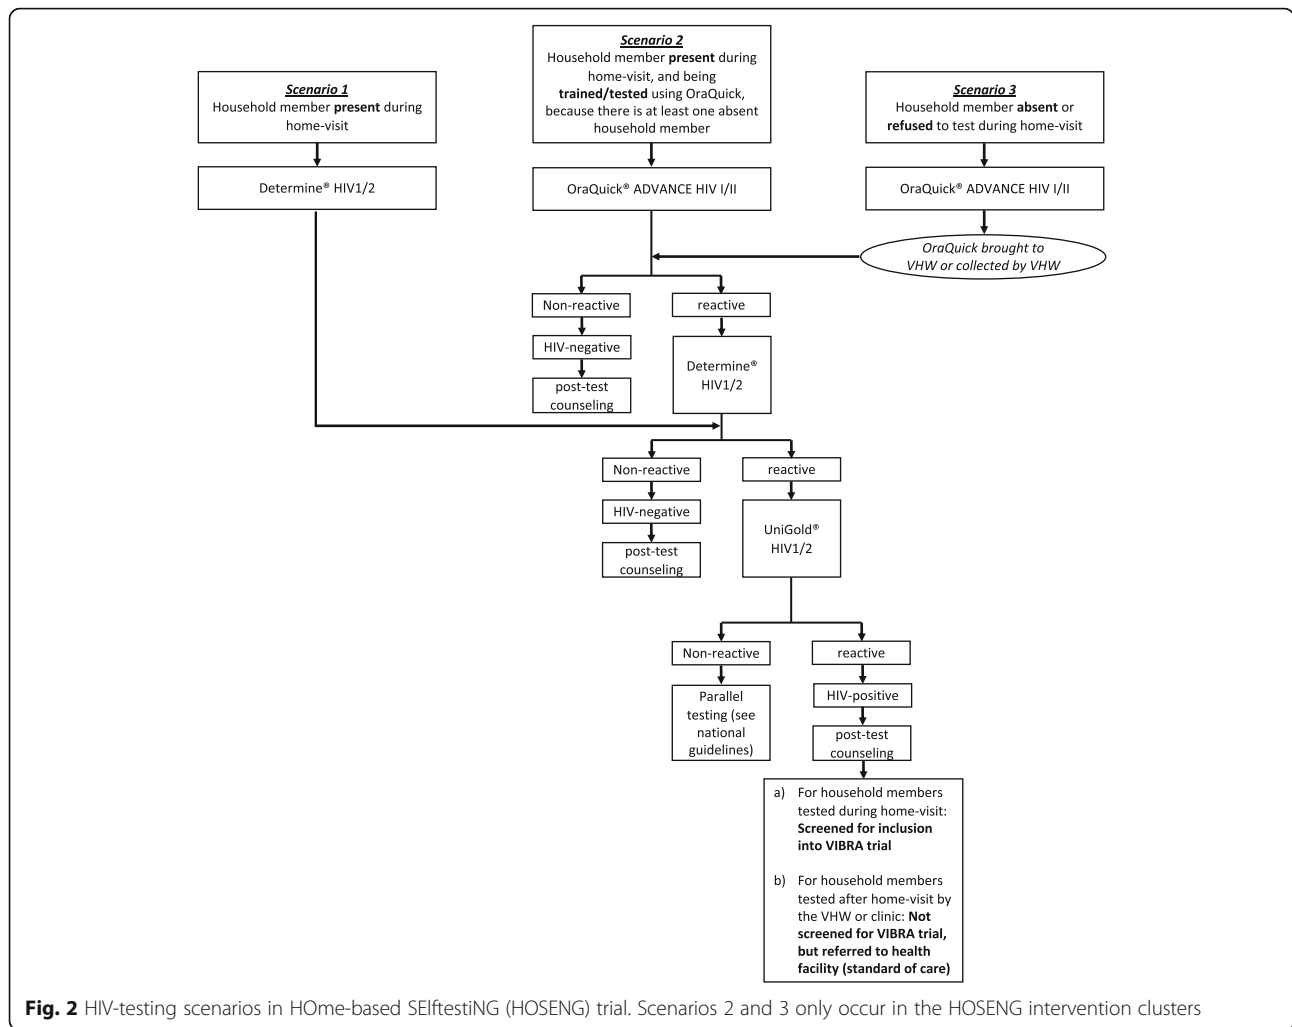 Scenario 1
Household member present during
home-visit
Scenario 2
Household member present during
home-visit, and being
trained/tested using OraQuick,
because there is at least one absent
household member
Scenario 3
Household member absent or
refused to test during home-visit
Determine® HIV1/2
OraQuick® ADVANCE HIV I/II
OraQuick® ADVANCE HIV I/II
OraQuick brought to
VHW or collected by VHW
Non-reactive
reactive
HIV-negative
post-test
counseling
Determine®
HIV1/2
Non-reactive
reactive
HIV-negative
post-test
counseling
UniGold®
HIV1/2
Non-reactive
reactive
Parallel
testing (see
national
guidelines)
HIV-positive
post-test
counseling
a) For household members
tested during home-visit:
Screened for inclusion
into VIBRA trial
b) For household members
tested after home-visit by
the VHW or clinic: Not
screened for VIBRA trial,
but referred to health
facility (standard of care)
Fig. 2 HIV-testing scenarios in HOme-based SElftestiNG (HOSENG) trial. Scenarios 2 and 3 only occur in the HOSENG intervention clusters